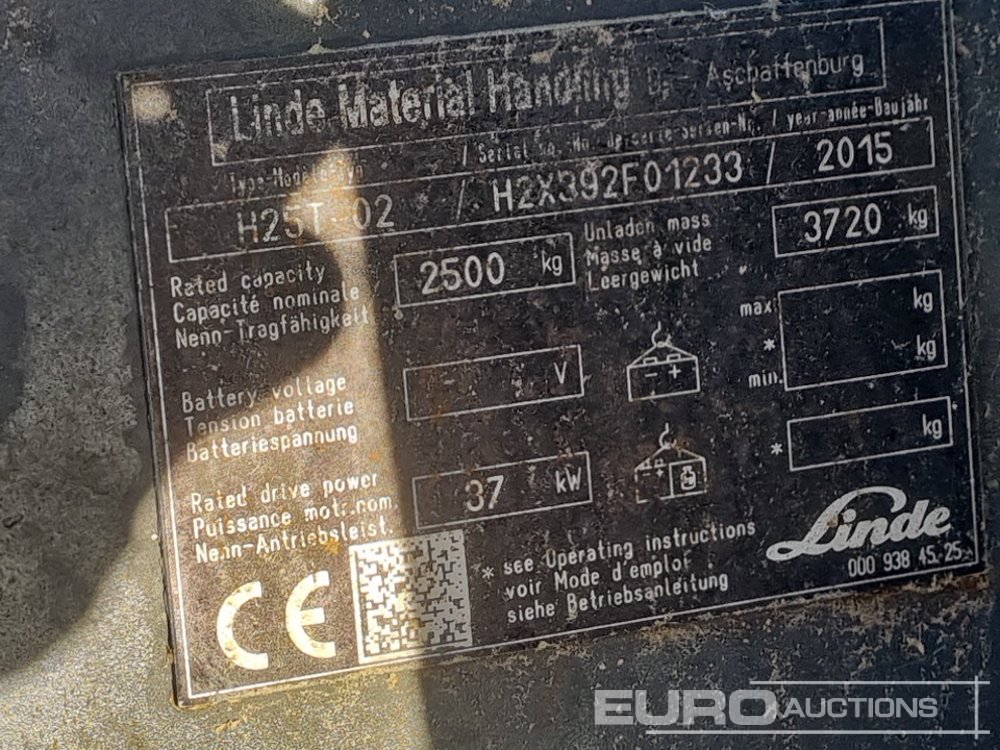 Linde Material Handling D - Aschaffenburg
/ Serial no. / year-année-Baujahr
H25T-02 / H2X392F01233 / 2015
Rated capacity
Capacité nominale
Nenn-Tragfähigkeit
2500 kg
Unladen mass
Masse à vide
Leergewicht
3720 kg
max kg
*
min. kg
Battery voltage
Tension batterie
Batteriespannung
- V
- +
* kg
Rated drive power
Puissance mot. nom.
Nenn-Antriebsleist.
37 kW
CE
* see Operating instructions
voir Mode d'emploi
siehe Betriebsanleitung
Linde
000 938 45 25
EURO AUCTIONS